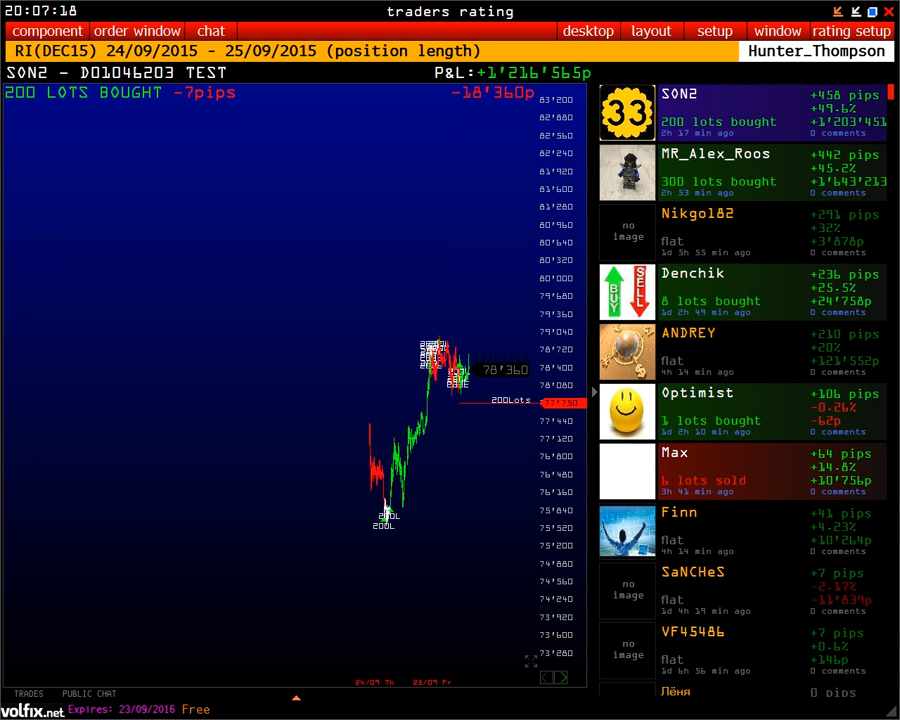 20:07:18 traders rating
component order window chat desktop layout setup window rating setup
RI(DEC15) 24/09/2015 - 25/09/2015 (position length) Hunter_Thompson
SON2 - D01046203 TEST P&L:+1'216'565p
200 LOTS BOUGHT -7pips -18'360p
83'200
82'880
82'560
82'240
81'920
81'600
81'280
80'960
80'640
80'320
80'000
79'680
79'360
79'040
78'720
78'400
78'360
78'080
200Lots 77'750
77'440
77'120
76'800
76'480
76'160
75'840
200L
200L
75'520
75'200
74'880
74'560
74'240
73'920
73'600
73'280
24/09 Th 25/09 Fr
33
SON2 +458 pips
+49.6%
200 lots bought +1'203'451
2h 17 min ago 0 comments
MR_Alex_Roos +442 pips
+45.2%
300 lots bought +1'643'213
2h 53 min ago 0 comments
no image
Nikgol82 +291 pips
+32%
flat +3'878p
1d 5h 55 min ago 0 comments
BUY SELL
Denchik +236 pips
+25.5%
8 lots bought +24'758p
1d 2h 49 min ago 0 comments
ANDREY +210 pips
+20%
flat +121'552p
4h 14 min ago 0 comments
Optimist +106 pips
-0.26%
1 lots bought -62p
1d 2h 10 min ago 0 comments
Max +64 pips
+14.8%
6 lots sold +10'756p
3h 41 min ago 0 comments
Finn +41 pips
+4.23%
flat +10'264p
4h 14 min ago 0 comments
no image
SaNCHeS +7 pips
-2.17%
flat -11'839p
1d 4h 19 min ago 0 comments
no image
VF45486 +7 pips
+0.6%
flat +146p
1d 6h 56 min ago 0 comments
Лёня 0 pips
TRADES PUBLIC CHAT
volfix.net Expires: 23/09/2016 Free